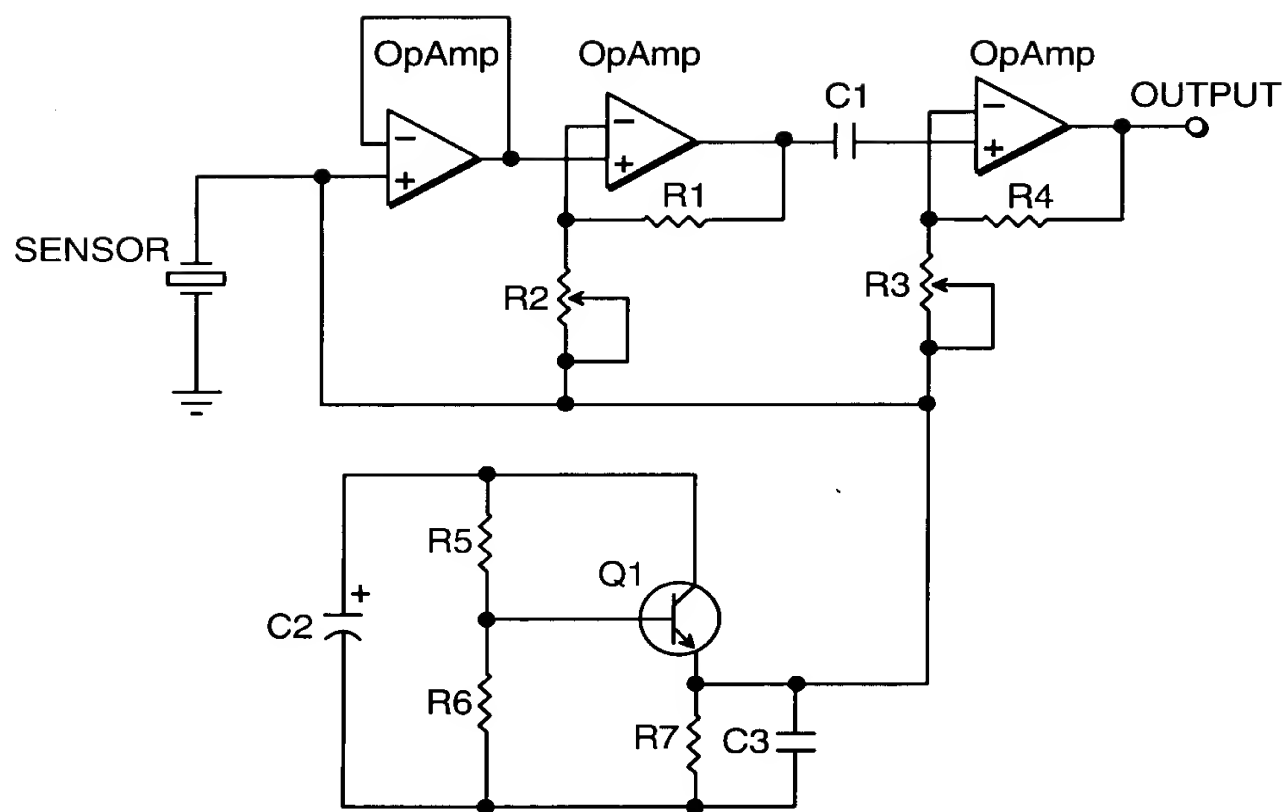 OpAmp
OpAmp
OpAmp
C1
OUTPUT
-
+
-
+
-
+
R1
R4
SENSOR
R2
R3
R5
Q1
+
C2
R6
R7
C3